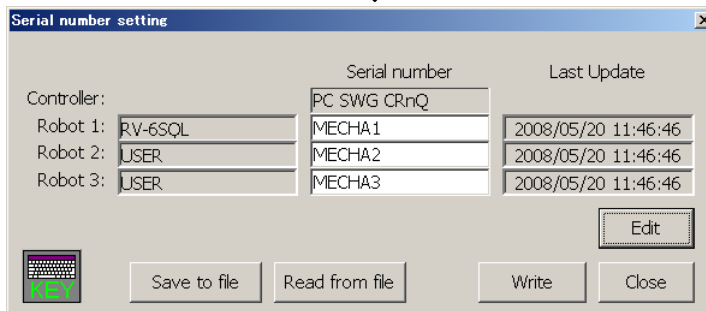 Serial number setting
Serial number Last Update
Controller: PC SWG CRnQ
Robot 1: RV-6SQL MECHA1 2008/05/20 11:46:46
Robot 2: USER MECHA2 2008/05/20 11:46:46
Robot 3: USER MECHA3 2008/05/20 11:46:46
Edit
KEY Save to file Read from file Write Close